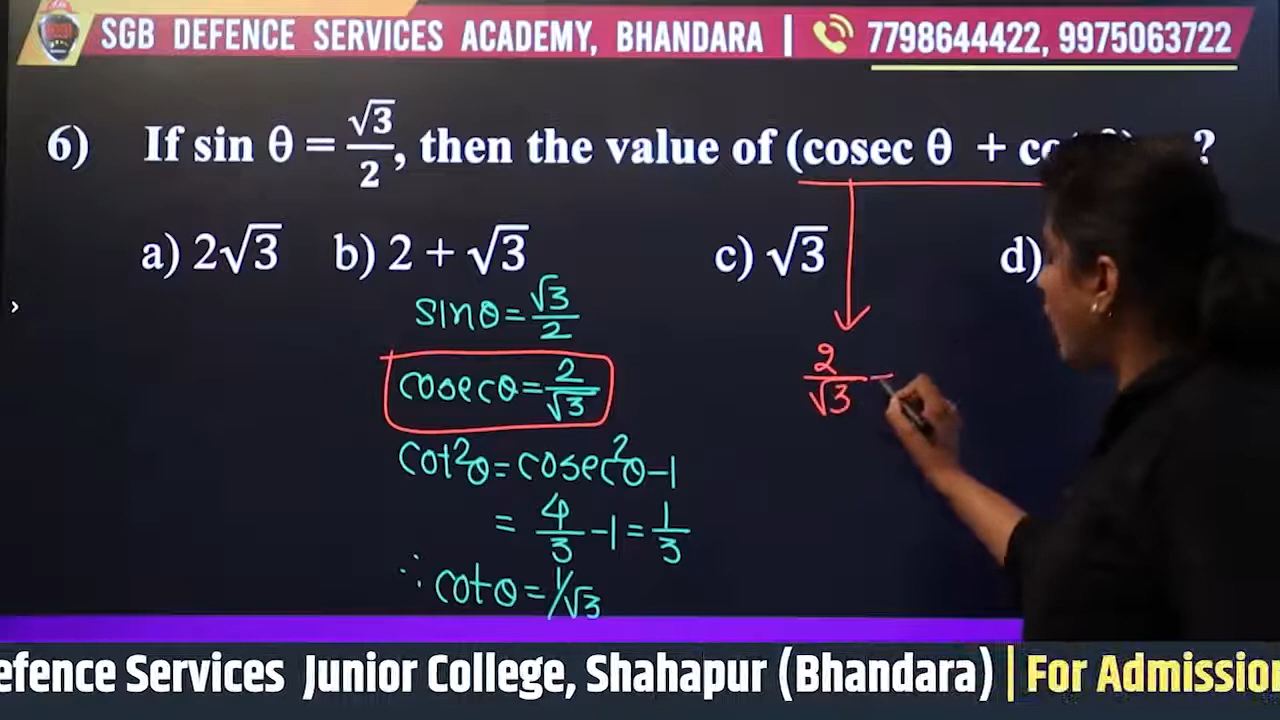 SGB DEFENCE SERVICES ACADEMY, BHANDARA | 7798644422, 9975063722
6) If sin θ = √3/2, then the value of (cosec θ + ?
a) 2√3 b) 2 + √3 c) √3 d)
sinθ = √3/2
cosecθ = 2/√3
cot²θ = cosec²θ - 1
= 4/3 - 1 = 1/3
∴ cotθ = 1/√3
2/√3
efence Services Junior College, Shahapur (Bhandara) | For Admission